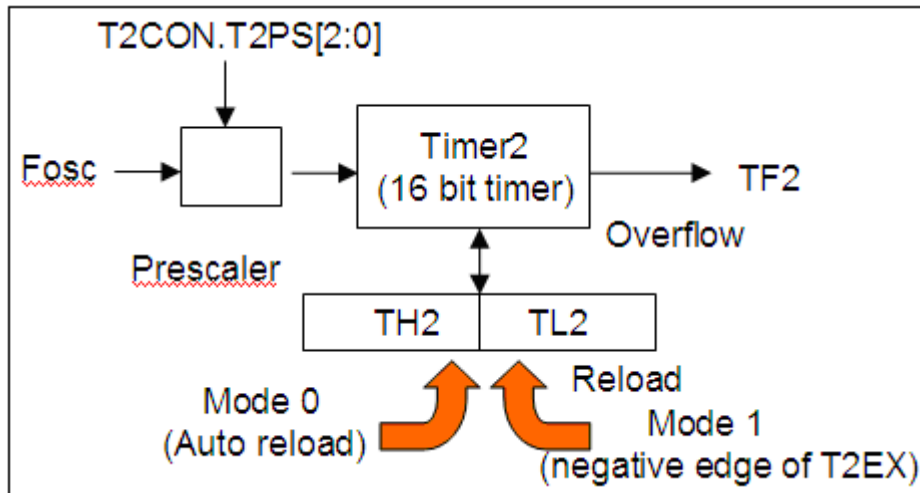 T2CON.T2PS[2:0]
Fosc
Timer2
(16 bit timer)
TF2
Overflow
Prescaler
TH2
TL2
Reload
Mode 0
(Auto reload)
Mode 1
(negative edge of T2EX)